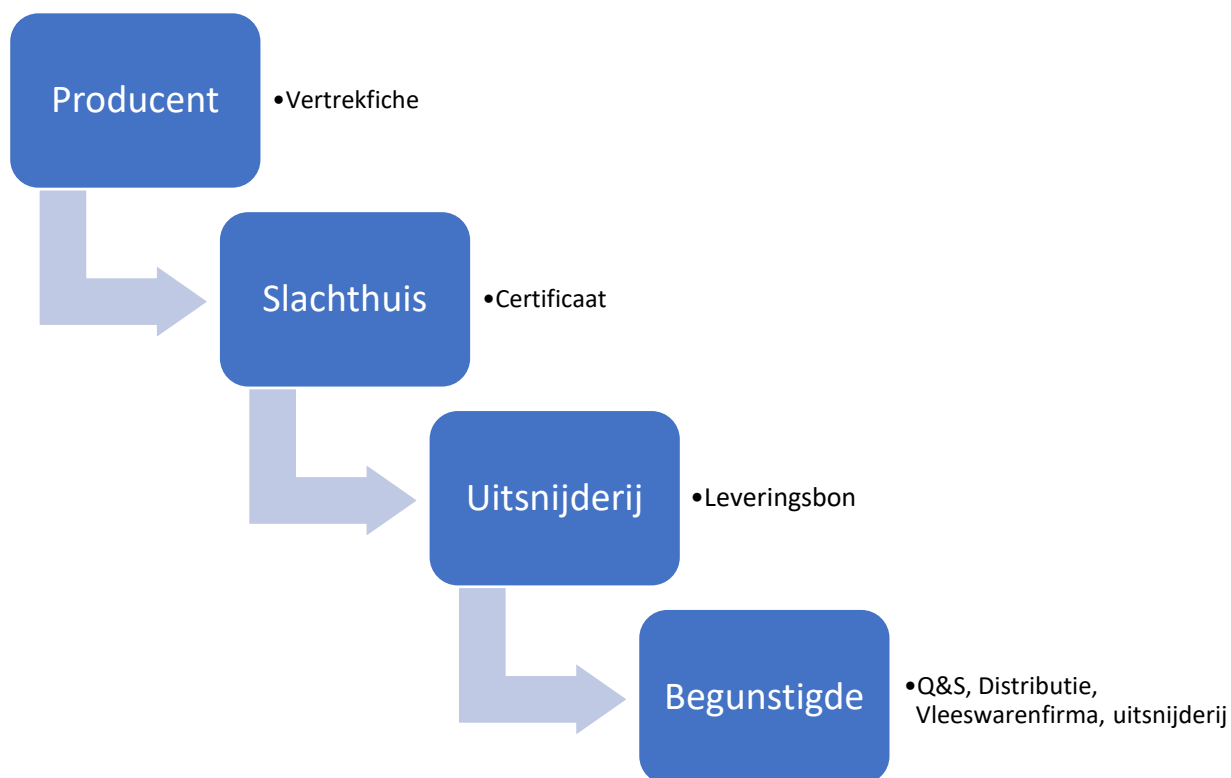 Producent
•Vertrekfiche
Slachthuis
•Certificaat
Uitsnijderij
•Leveringsbon
Begunstigde
•Q&S, Distributie,
Vleeswarenfirma, uitsnijderij